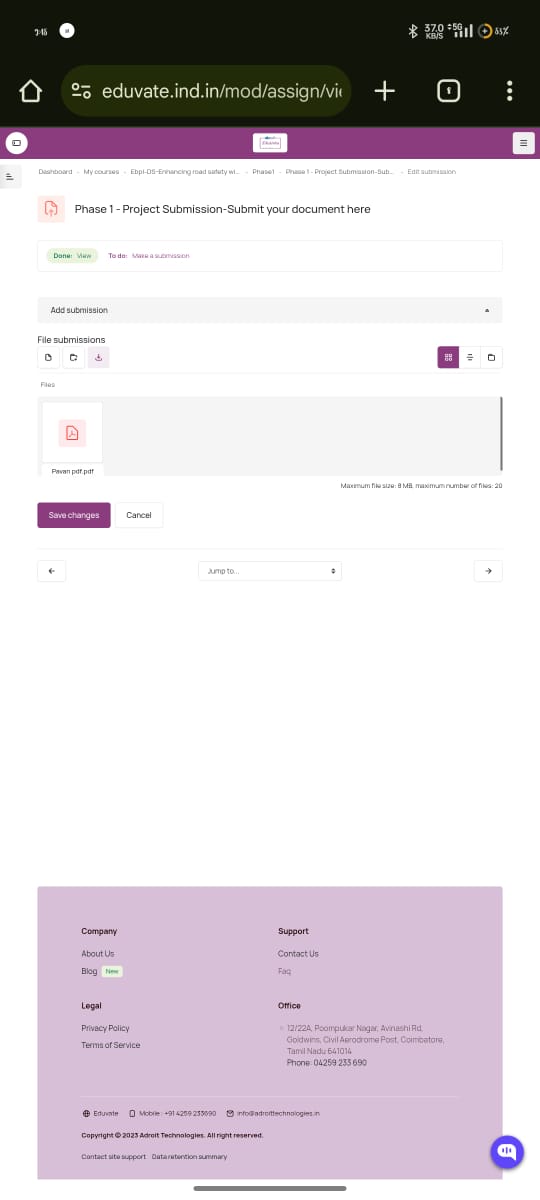 37.0 KB/S
5G
55%
eduvate.ind.in/mod/assign/vi
Dashboard
My courses
Ebpl-DS-Enhancing road safety wi...
Phase1
Phase 1 - Project Submission-Sub...
Edit submission
Phase 1 - Project Submission-Submit your document here
Done: View
To do: Make a submission
Add submission
File submissions
Files
Pavan pdf.pdf
Maximum file size: 8 MB, maximum number of files: 20
Save changes
Cancel
Jump to...
Company
Support
About Us
Contact Us
Blog New
Faq
Legal
Office
Privacy Policy
12/22A, Poompukar Nagar, Avinashi Rd,
Terms of Service
Goldwins, Civil Aerodrome Post, Coimbatore,
Tamil Nadu 641014
Phone: 04259 233 690
Eduvate
Mobile : +91 4259 233690
info@adroittechnologies.in
Copyright © 2023 Adroit Technologies. All right reserved.
Contact site support
Data retention summary